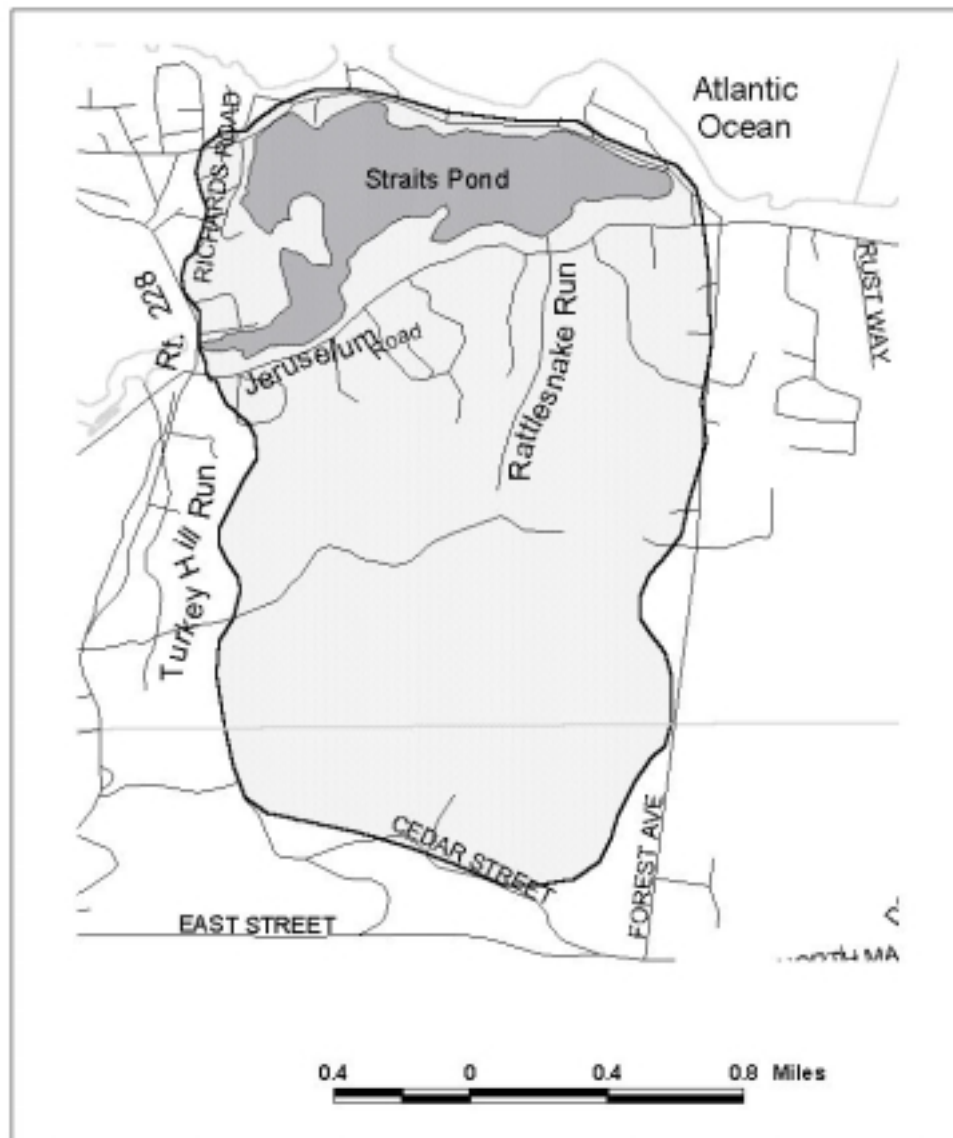 Atlantic
Ocean
Straits Pond
RICHARDS ROAD
Rt. 228
Jeruselum Road
Rattlesnake Run
RUST WAY
Turkey Hill Run
CEDAR STREET
FOREST AVE
EAST STREET
0.4 0 0.4 0.8 Miles